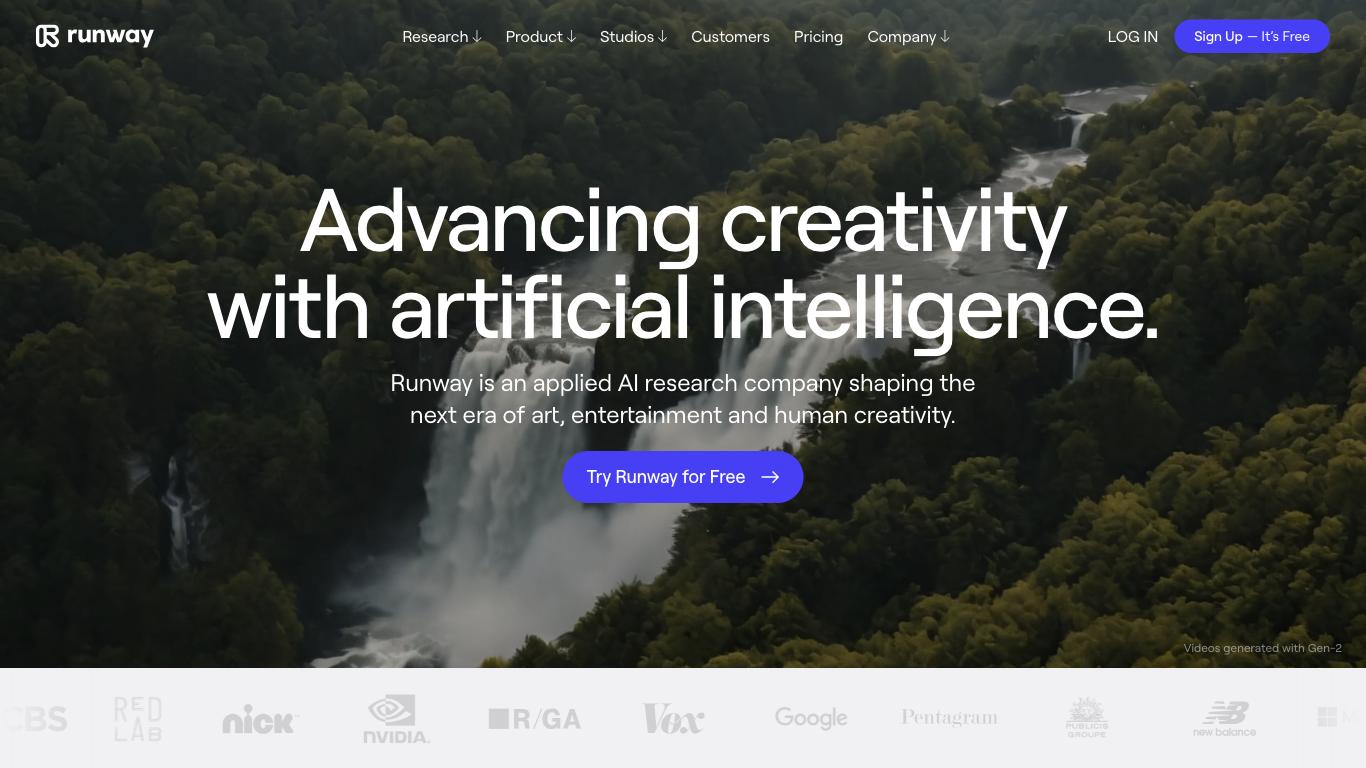 runway
Research ↓ Product ↓ Studios ↓ Customers Pricing Company ↓
LOG IN
Sign Up — It's Free
Advancing creativity
with artificial intelligence.
Runway is an applied AI research company shaping the
next era of art, entertainment and human creativity.
Try Runway for Free →
Videos generated with Gen-2
CBS
RED
LAB
nick™
NVIDIA.
R/GA
Vox
Google
Pentagram
PUBLICIS
GROUPE
new balance